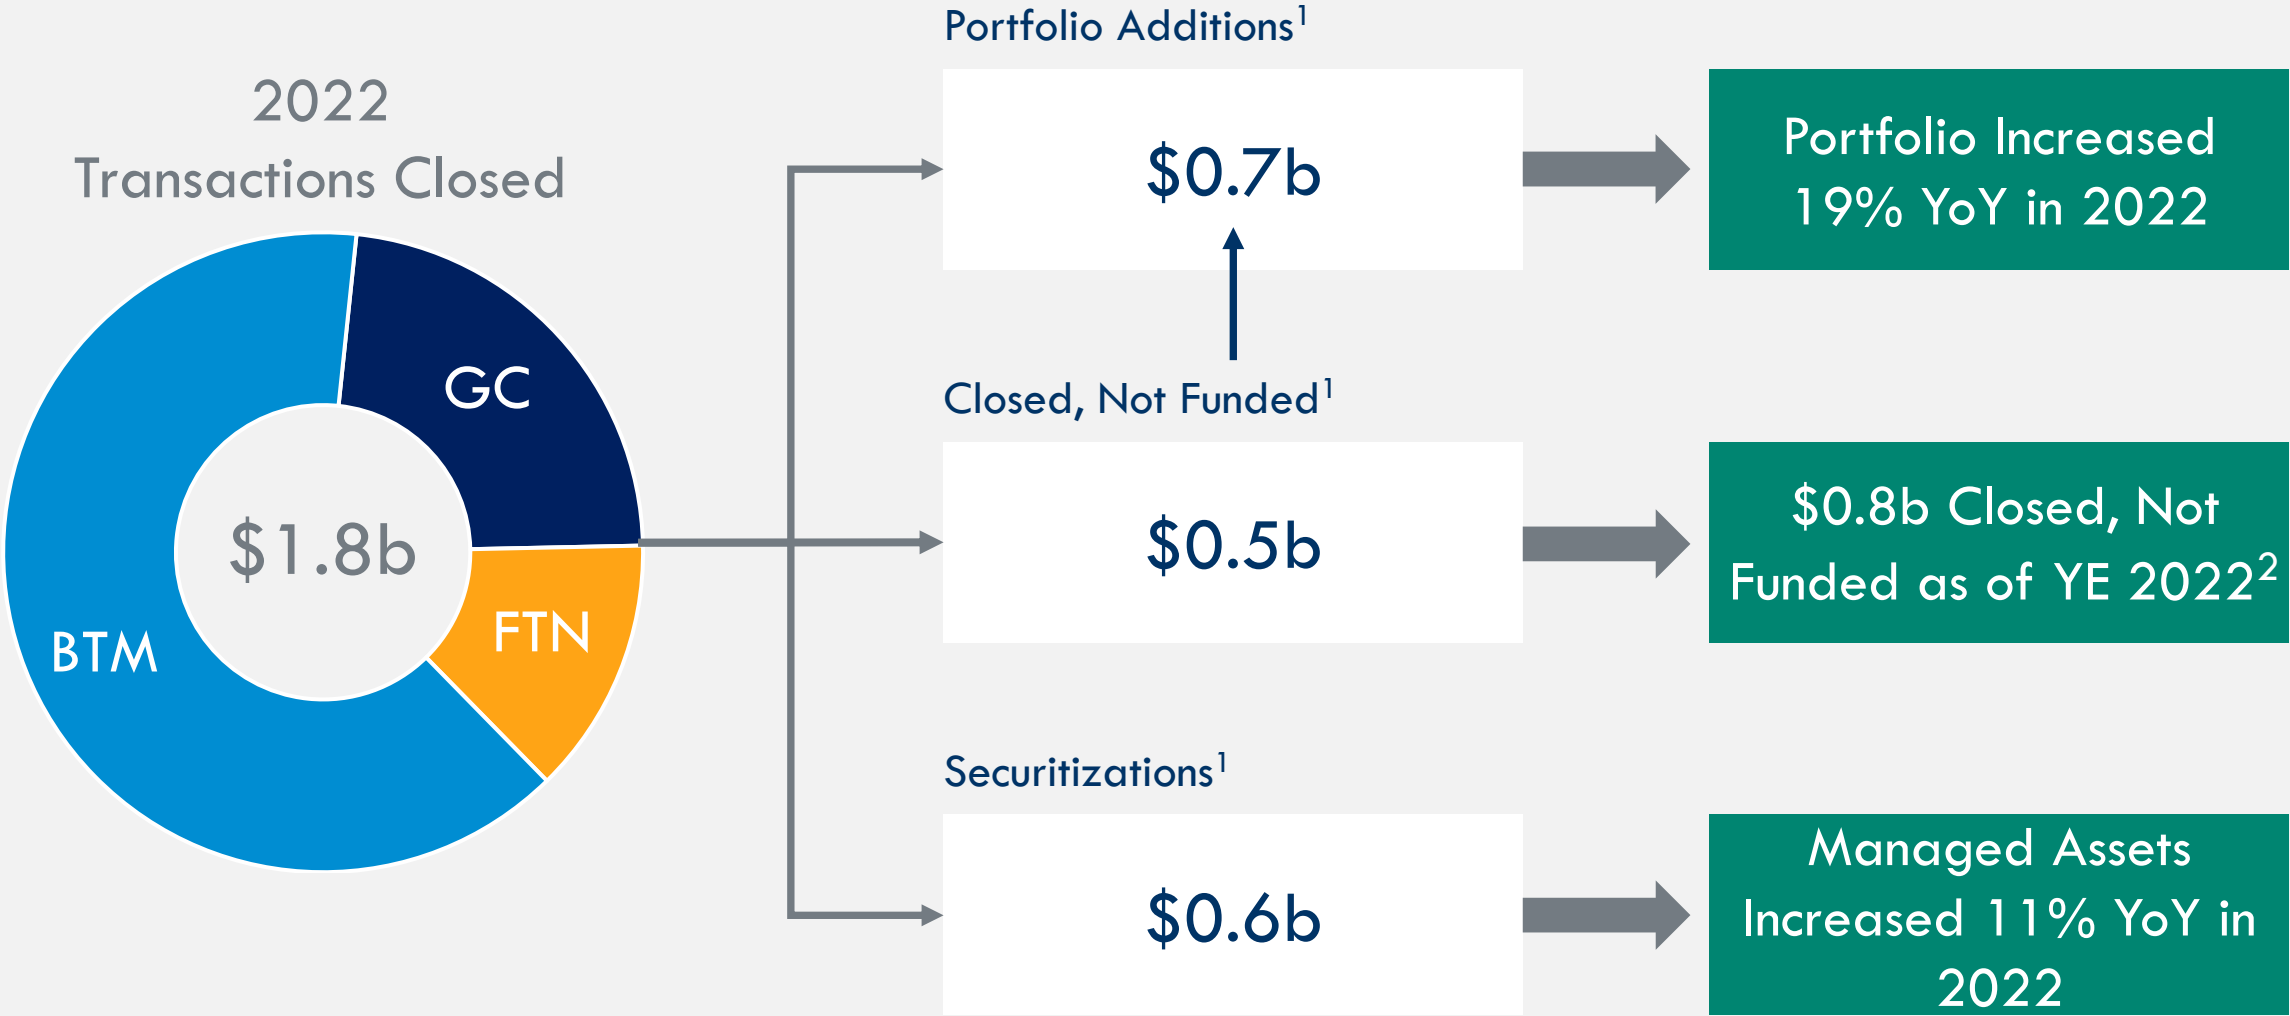 2022
Transactions Closed
GC
$1.8b
FTN
BTM
Portfolio Additions¹
$0.7b
Portfolio Increased
19% YoY in 2022
Closed, Not Funded¹
$0.5b
$0.8b Closed, Not
Funded as of YE 2022²
Securitizations¹
$0.6b
Managed Assets
Increased 11% YoY in
2022